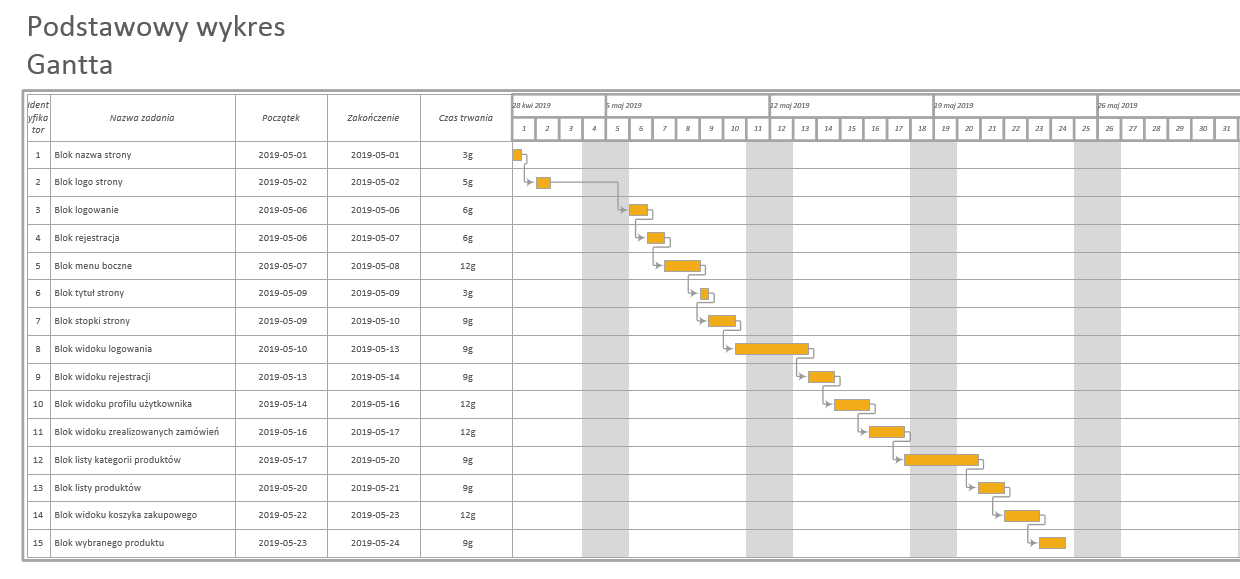 Podstawowy wykres
Gantta
Ident
yfika
tor
Nazwa zadania
Początek
Zakończenie
Czas trwania
28 kwi 2019
5 maj 2019
12 maj 2019
19 maj 2019
26 maj 2019
1 2 3 4 5 6 7 8 9 10 11 12 13 14 15 16 17 18 19 20 21 22 23 24 25 26 27 28 29 30 31
1 Blok nazwa strony 2019-05-01 2019-05-01 3g
2 Blok logo strony 2019-05-02 2019-05-02 5g
3 Blok logowanie 2019-05-06 2019-05-06 6g
4 Blok rejestracja 2019-05-06 2019-05-07 6g
5 Blok menu boczne 2019-05-07 2019-05-08 12g
6 Blok tytuł strony 2019-05-09 2019-05-09 3g
7 Blok stopki strony 2019-05-09 2019-05-10 9g
8 Blok widoku logowania 2019-05-10 2019-05-13 9g
9 Blok widoku rejestracji 2019-05-13 2019-05-14 9g
10 Blok widoku profilu użytkownika 2019-05-14 2019-05-16 12g
11 Blok widoku zrealizowanych zamówień 2019-05-16 2019-05-17 12g
12 Blok listy kategorii produktów 2019-05-17 2019-05-20 9g
13 Blok listy produktów 2019-05-20 2019-05-21 9g
14 Blok widoku koszyka zakupowego 2019-05-22 2019-05-23 12g
15 Blok wybranego produktu 2019-05-23 2019-05-24 9g